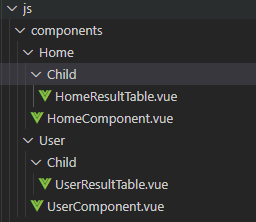 js
components
Home
Child
HomeResultTable.vue
HomeComponent.vue
User
Child
UserResultTable.vue
UserComponent.vue